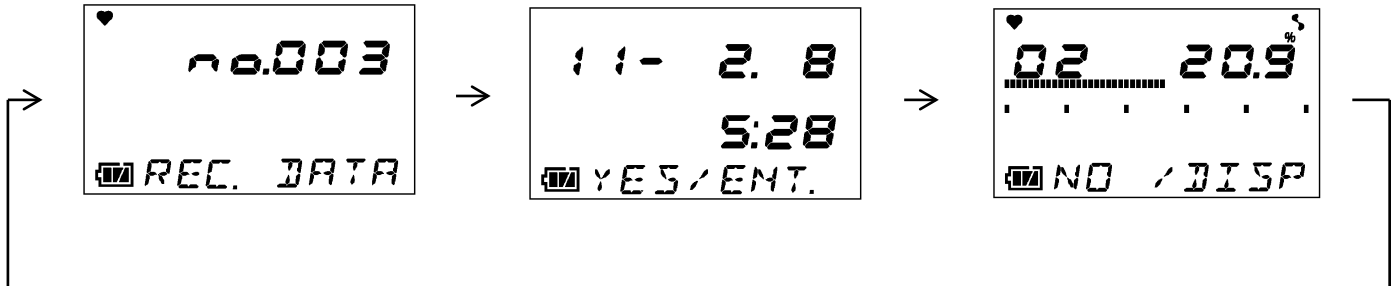 no.003
REC. DATA
11- 2. 8
5:28
YES/ENT.
%
O2 20.9
NO /DISP